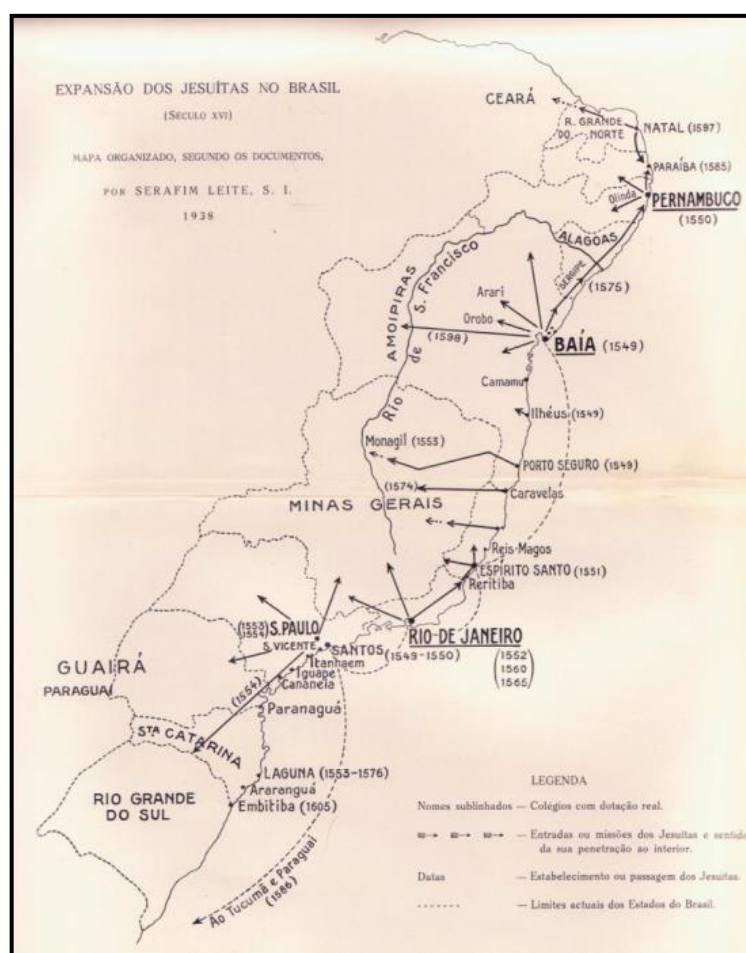 EXPANSÃO DOS JESUÍTAS NO BRASIL
(SÉCULO XVI)
MAPA ORGANIZADO, SEGUNDO OS DOCUMENTOS,
POR SERAFIM LEITE, S. I.
1938
CEARÁ
R. GRANDE
DO NORTE
NATAL (1597)
PARAÍBA (1585)
Olinda
PERNAMBUCO
(1550)
ALAGOAS
SERGIPE
(1575)
AMOIPIRAS
Rio de S. Francisco
Arari
Orobo
(1598)
BAÍA (1549)
Camamu
Ilhéus (1549)
Monagil (1553)
PORTO SEGURO (1549)
(1574)
Caravelas
MINAS GERAIS
Reis-Magos
ESPÍRITO SANTO (1551)
Reritiba
(1553)
(1554)
S. PAULO
S. VICENTE
SANTOS (1549-1550)
RIO-DE-JANEIRO
(1552
1560
1565)
Itanhaem
Iguape
Cananeia
GUAIRÁ
PARAGUAI
(1554)
Paranaguá
STA CATARINA
LAGUNA (1553-1576)
Araranguá
Embitiba (1605)
RIO GRANDE
DO SUL
Ao Tucumã e Paraguai
(1586)
LEGENDA
Nomes sublinhados — Colégios com dotação real.
— Entradas ou missões dos Jesuítas e sentido
da sua penetração ao interior.
Datas — Estabelecimento ou passagem dos Jesuítas.
— Limites actuais dos Estados do Brasil.